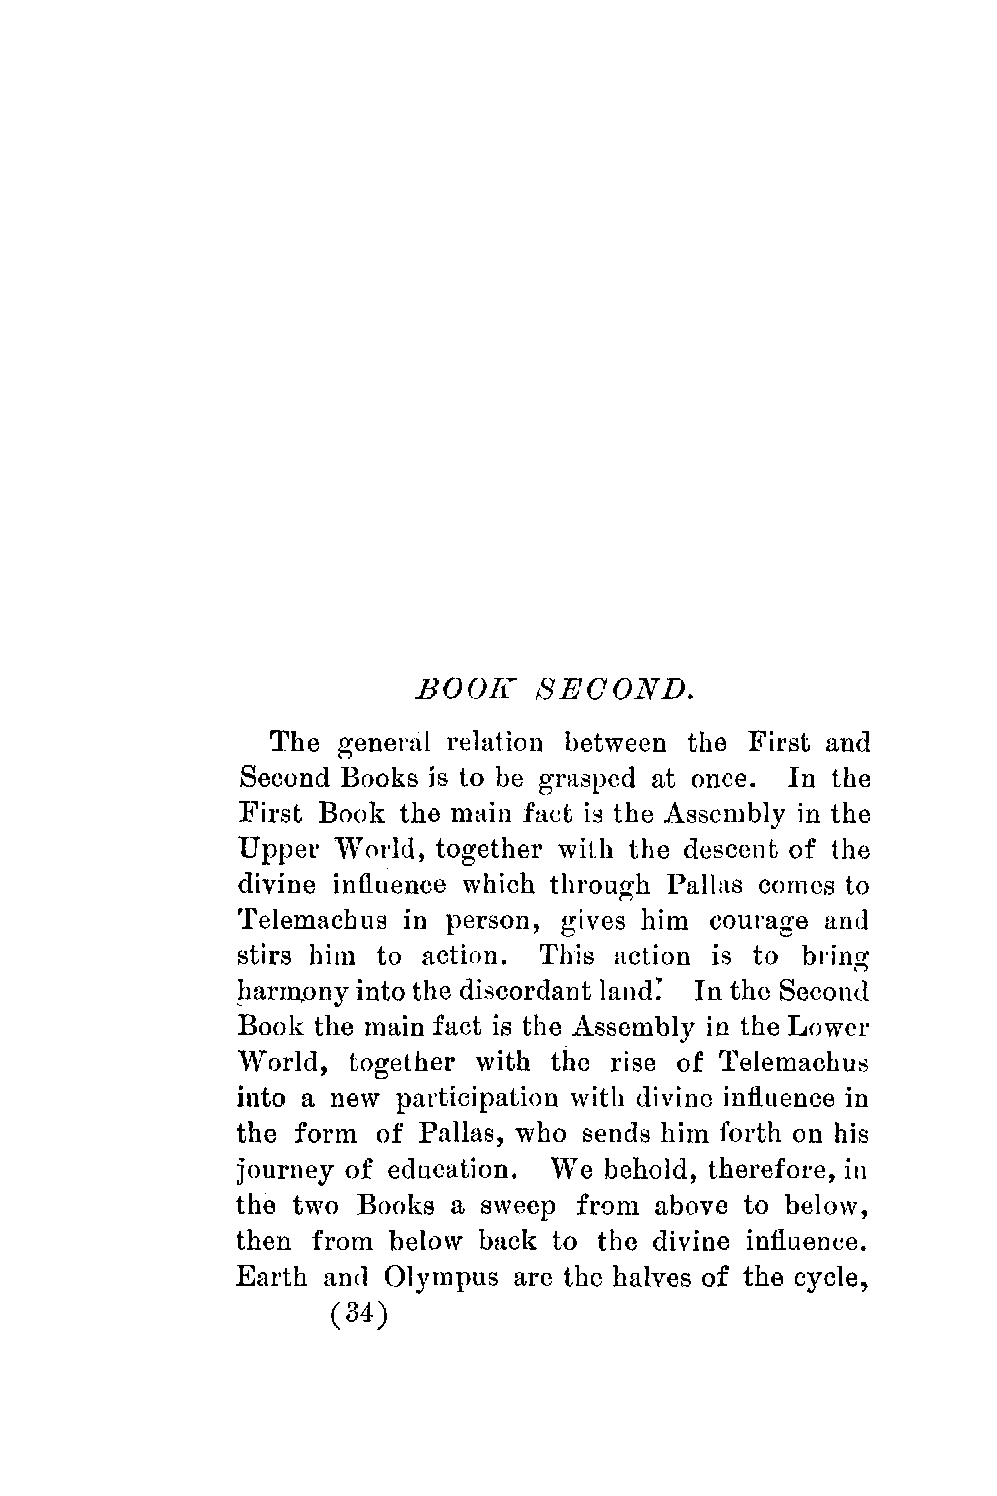 BOOK SECOND.
The general relation between the First and
Second Books is to be grasped at once. In the
First Book the main fact is the Assembly in the
Upper World, together with the descent of the
divine influence which through Pallas comes to
Telemachus in person, gives him courage and
stirs him to action. This action is to bring
harmony into the discordant land. In the Second
Book the main fact is the Assembly in the Lower
World, together with the rise of Telemachus
into a new participation with divine influence in
the form of Pallas, who sends him forth on his
journey of education. We behold, therefore, in
the two Books a sweep from above to below,
then from below back to the divine influence.
Earth and Olympus are the halves of the cycle,
(34)